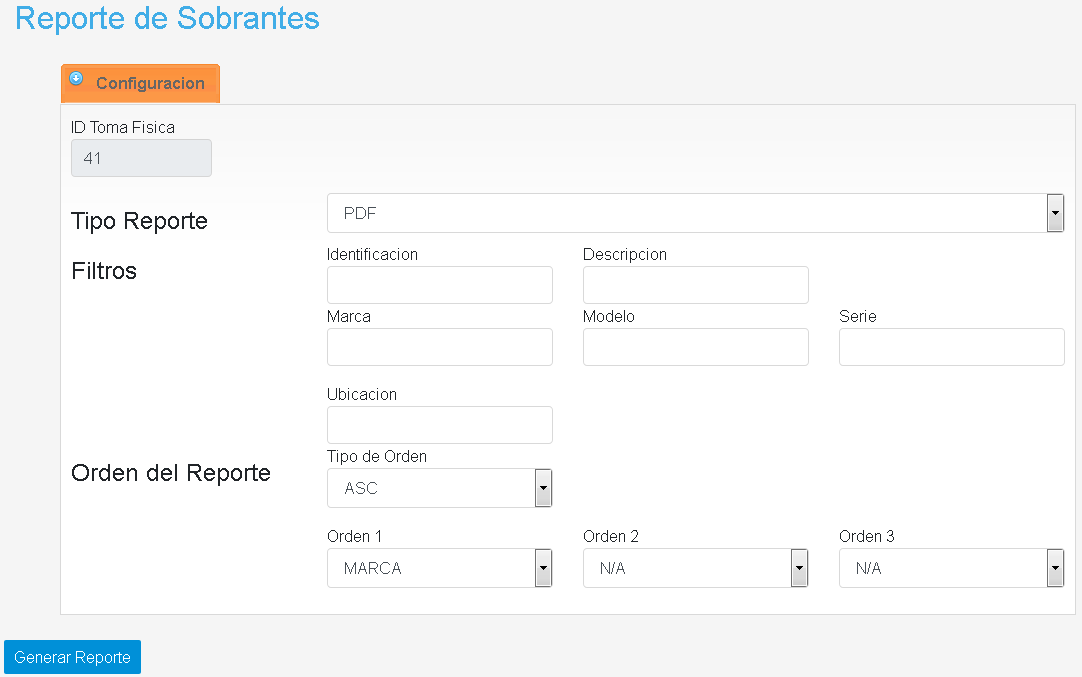 Reporte de Sobrantes
Configuracion
ID Toma Fisica
41
Tipo Reporte
PDF
Filtros
Identificacion
Descripcion
Marca
Modelo
Serie
Ubicacion
Orden del Reporte
Tipo de Orden
ASC
Orden 1
Orden 2
Orden 3
MARCA
N/A
N/A
Generar Reporte